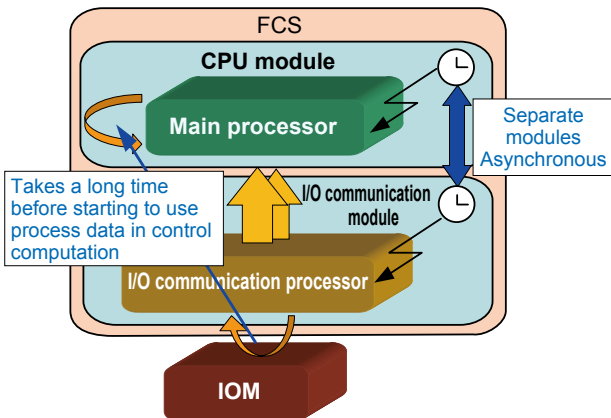 FCS
CPU module
Main processor
Separate
modules
Asynchronous
Takes a long time
before starting to use
process data in control
computation
I/O communication
module
I/O communication processor
IOM